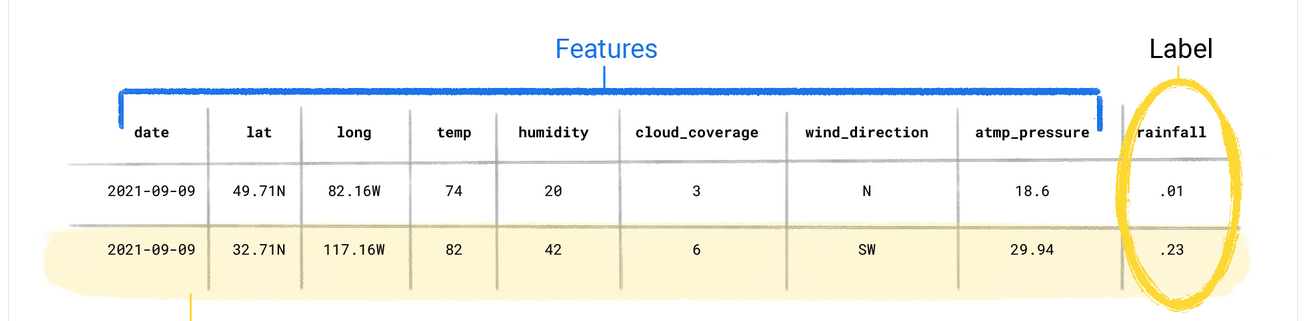 Features Label
date lat long temp humidity cloud_coverage wind_direction atmp_pressure rainfall
2021-09-09 49.71N 82.16W 74 20 3 N 18.6 .01
2021-09-09 32.71N 117.16W 82 42 6 SW 29.94 .23